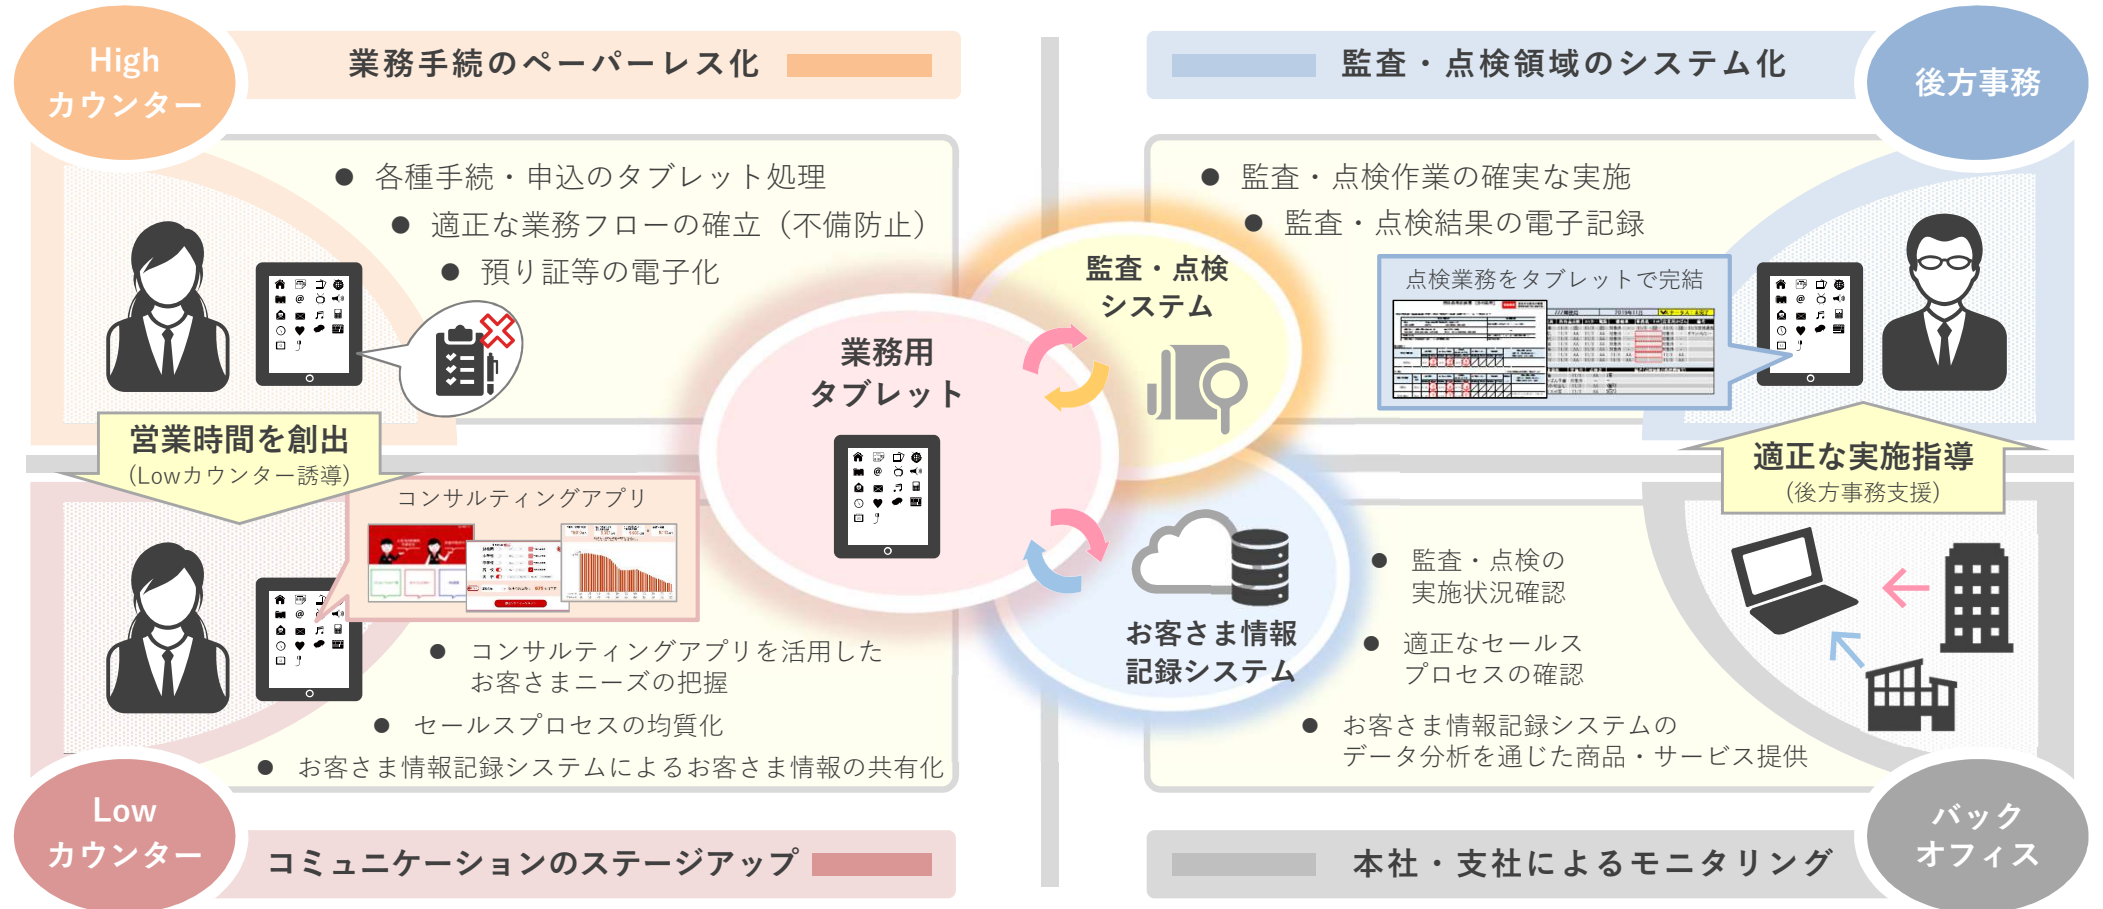 High
カウンター
業務手続のペーパーレス化
● 各種手続・申込のタブレット処理
● 適正な業務フローの確立（不備防止）
● 預り証等の電子化
監査・点検領域のシステム化
後方事務
● 監査・点検作業の確実な実施
● 監査・点検結果の電子記録
点検業務をタブレットで完結
監査・点検
システム
業務用
タブレット
お客さま情報
記録システム
営業時間を創出
(Lowカウンター誘導)
適正な実施指導
(後方事務支援)
コンサルティングアプリ
● コンサルティングアプリを活用した
お客さまニーズの把握
● セールスプロセスの均質化
● お客さま情報記録システムによるお客さま情報の共有化
Low
カウンター
コミュニケーションのステージアップ
● 監査・点検の
実施状況確認
● 適正なセールス
プロセスの確認
● お客さま情報記録システムの
データ分析を通じた商品・サービス提供
本社・支社によるモニタリング
バック
オフィス